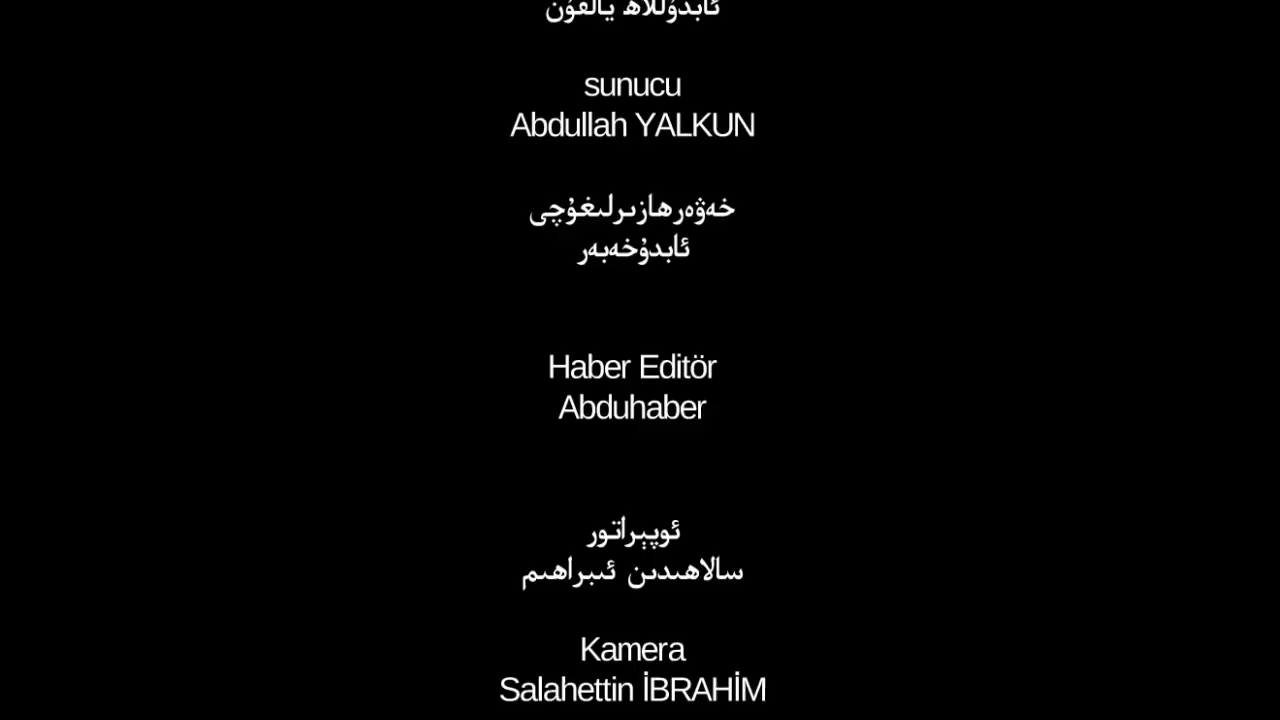 ئابدۇللاھ يالقۇن
sunucu
Abdullah YALKUN
خەۋەرھازىرلىغۇچى
ئابدۇخەبەر
Haber Editör
Abduhaber
ئوپېراتور
سالاھىدىن ئىبراھىم
Kamera
Salahettin İBRAHİM